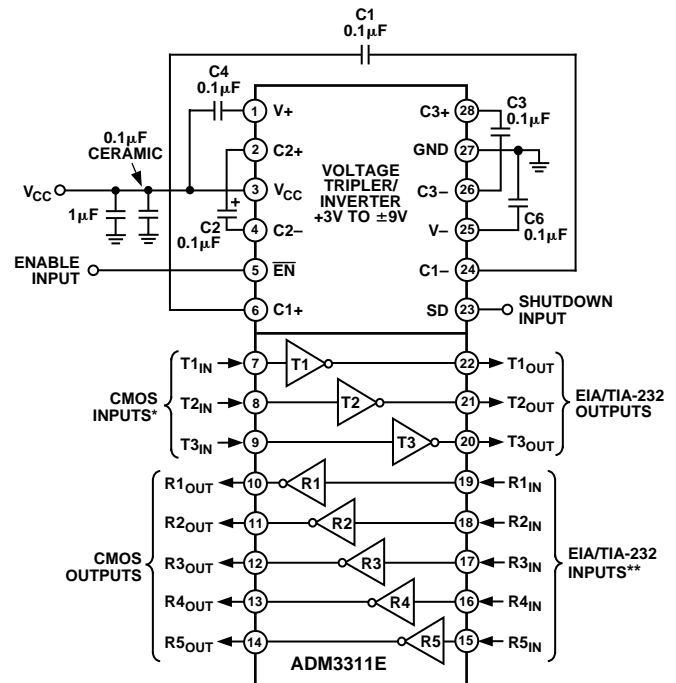 C1
0.1μF
C4
0.1μF
0.1μF
CERAMIC
VCC
1μF
C2
0.1μF
ENABLE
INPUT
1 V+
2 C2+
3 VCC
4 C2–
5 EN
6 C1+
VOLTAGE
TRIPLER/
INVERTER
+3V TO ±9V
C3+ 28
GND 27
C3– 26
V– 25
C1– 24
SD 23
C3
0.1μF
C6
0.1μF
SHUTDOWN
INPUT
+
CMOS
INPUTS*
T1IN 7 T1 22 T1OUT
T2IN 8 T2 21 T2OUT
T3IN 9 T3 20 T3OUT
EIA/TIA-232
OUTPUTS
CMOS
OUTPUTS
R1OUT 10 R1 19 R1IN
R2OUT 11 R2 18 R2IN
R3OUT 12 R3 17 R3IN
R4OUT 13 R4 16 R4IN
R5OUT 14 R5 15 R5IN
EIA/TIA-232
INPUTS**
ADM3311E